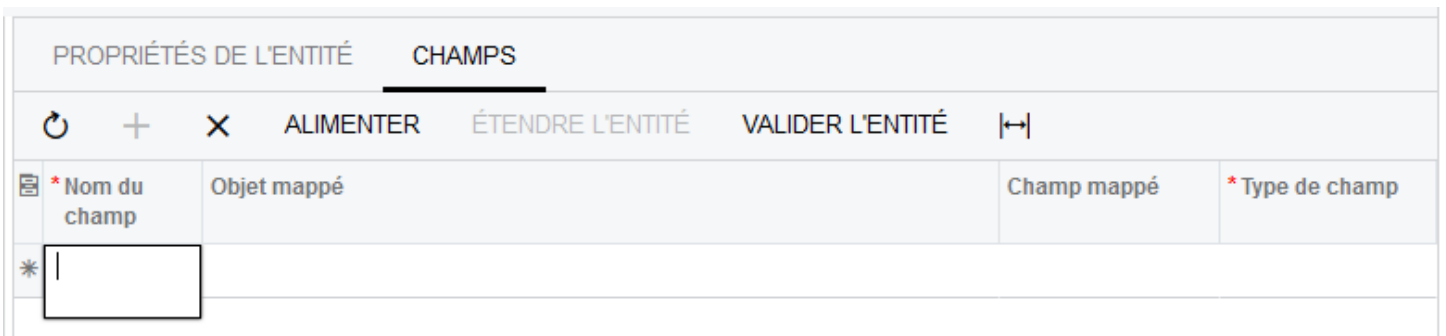 PROPRIÉTÉS DE L'ENTITÉ CHAMPS
ALIMENTER ÉTENDRE L'ENTITÉ VALIDER L'ENTITÉ
* Nom du champ Objet mappé Champ mappé * Type de champ